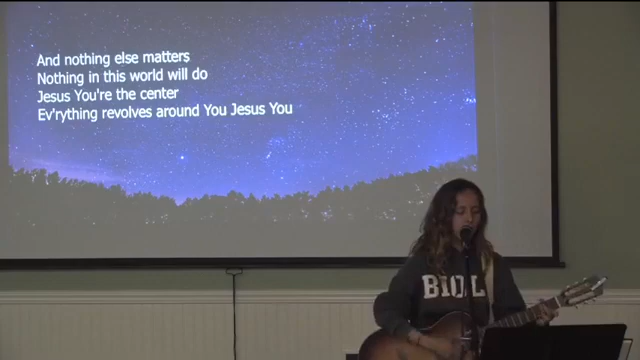 And nothing else matters
Nothing in this world will do
Jesus You're the center
Ev'rything revolves around You Jesus You